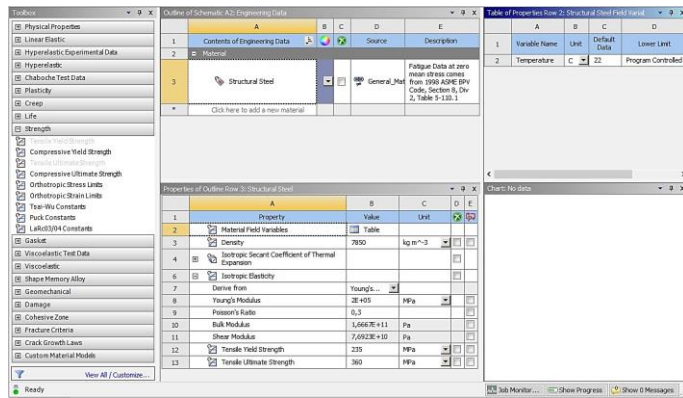 Toolbox
Physical Properties
Linear Elastic
Hyperelastic Experimental Data
Hyperelastic
Chaboche Test Data
Plasticity
Creep
Life
Strength
Tensile Yield Strength
Compressive Yield Strength
Tensile Ultimate Strength
Compressive Ultimate Strength
Orthotropic Stress Limits
Orthotropic Strain Limits
Tsai-Wu Constants
Puck Constants
LaRc03/04 Constants
Gasket
Viscoelastic Test Data
Viscoelastic
Shape Memory Alloy
Geomechanical
Damage
Cohesive Zone
Fracture Criteria
Crack Growth Laws
Custom Material Models
View All / Customize...
Ready
Outline of Schematic A2: Engineering Data
A B C D E
1 Contents of Engineering Data Source Description
2 Material
3 Structural Steel General_Mat
Fatigue Data at zero
mean stress comes
from 1998 ASME BPV
Code, Section 8, Div
2, Table 5-110.1
* Click here to add a new material
Properties of Outline Row 3: Structural Steel
A B C D E
1 Property Value Unit
2 Material Field Variables Table
3 Density 7850 kg m^-3
4 Isotropic Secant Coefficient of Thermal
Expansion
6 Isotropic Elasticity
7 Derive from Young's...
8 Young's Modulus 2E+05 MPa
9 Poisson's Ratio 0,3
10 Bulk Modulus 1,6667E+11 Pa
11 Shear Modulus 7,6923E+10 Pa
12 Tensile Yield Strength 235 MPa
13 Tensile Ultimate Strength 360 MPa
Table of Properties Row 2: Structural Steel Field Variabl
A B C D
1 Variable Name Unit Default
Data Lower Limit
2 Temperature C 22 Program Controlled
Chart: No data
Job Monitor... Show Progress Show 0 Messages